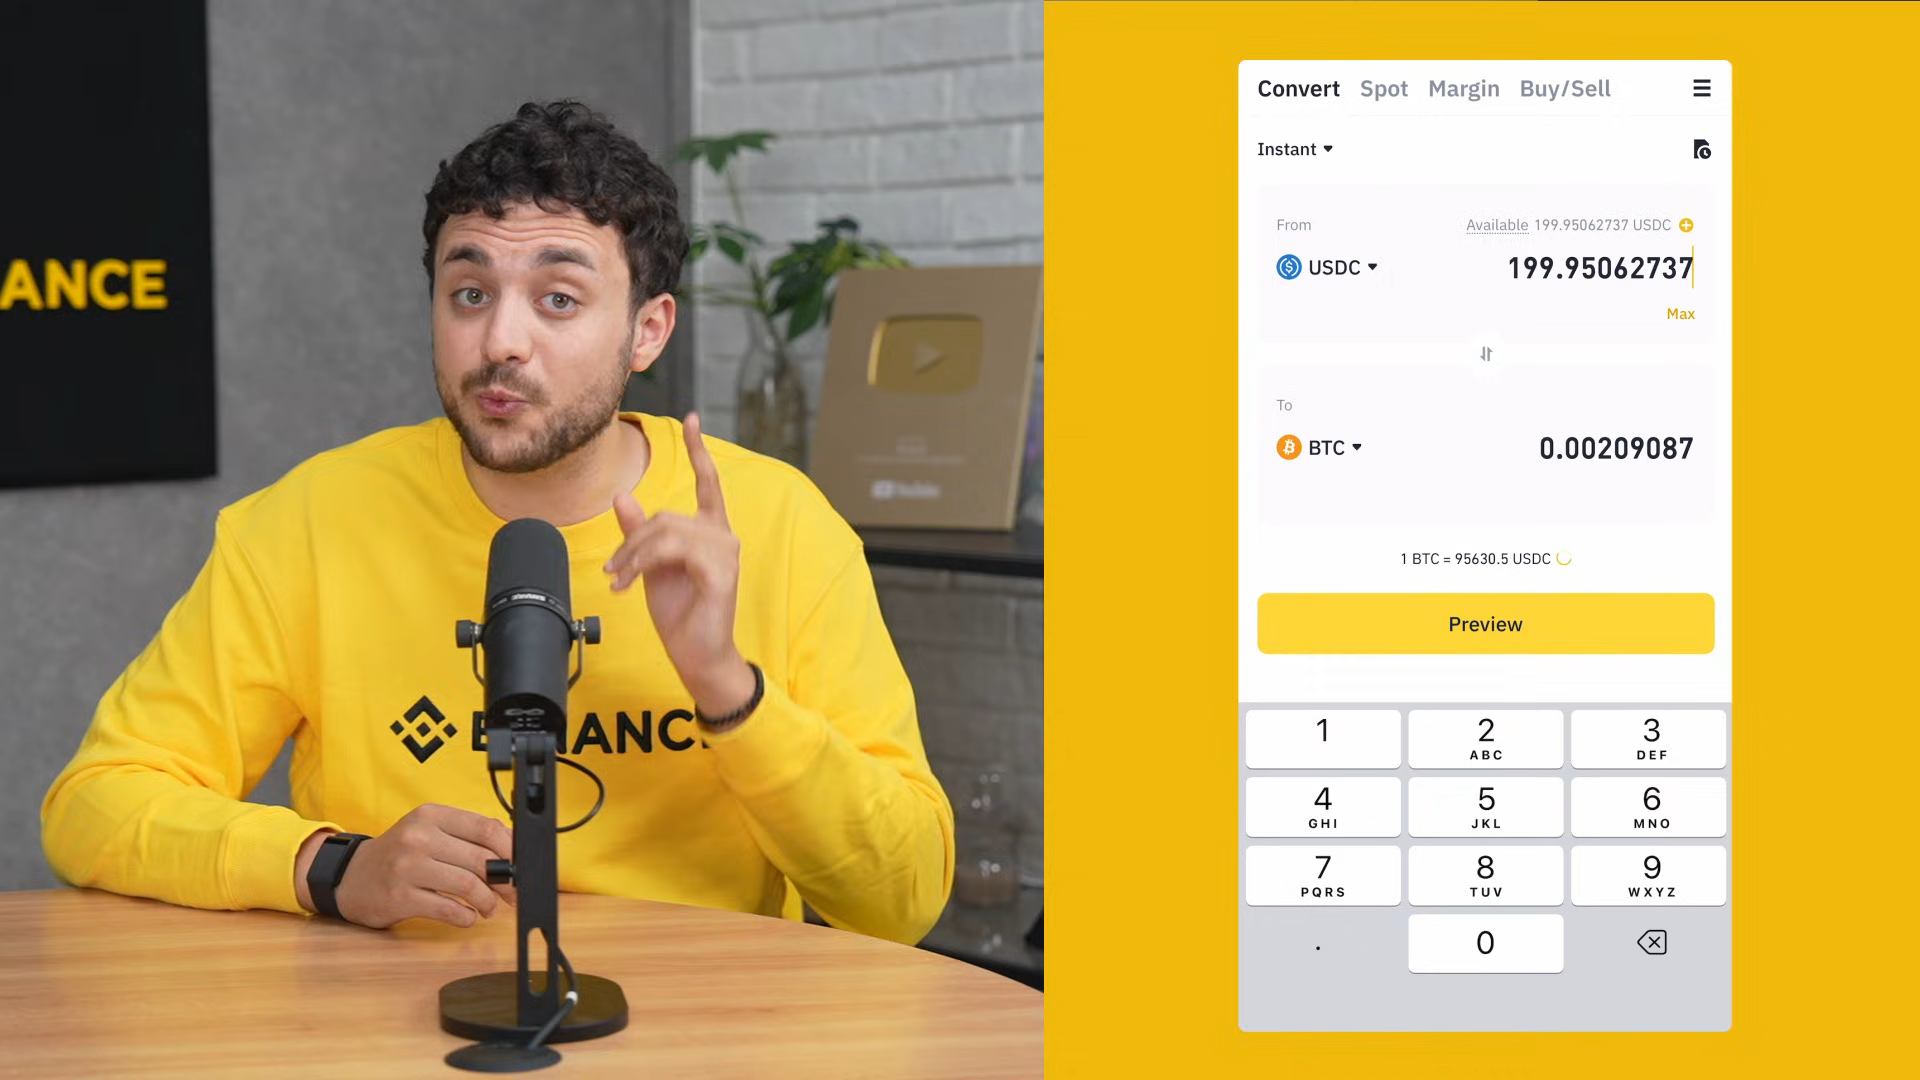 ANCE
BINANC
YouTube
Convert Spot Margin Buy/Sell
Instant
From
Available 199.95062737 USDC
USDC
199.95062737
Max
To
BTC
0.00209087
1 BTC = 95630.5 USDC
Preview
1
2
ABC
3
DEF
4
GHI
5
JKL
6
MNO
7
PQRS
8
TUV
9
WXYZ
.
0